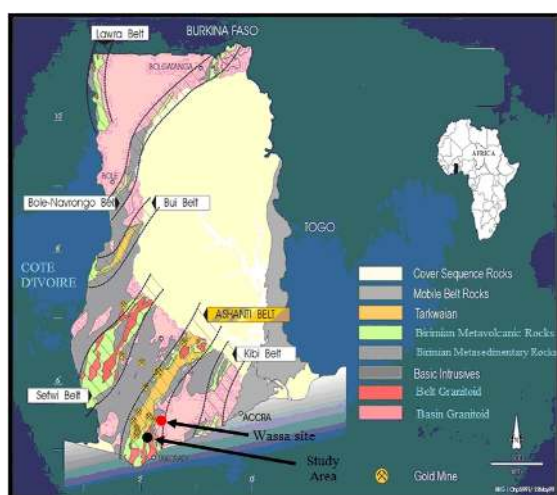 Lawra Belt
BURKINA FASO
BOLGATANGA
BOLE
AFRICA
Bole-Navrongo Belt
Bui Belt
TOGO
COTE
D'IVOIRE
ASHANTI BELT
Kibi Belt
Sefwi Belt
ACCRA
Wassa site
Study
Area
Cover Sequence Rocks
Mobile Belt Rocks
Tarkwaian
Birimian Metavolcanic Rocks
Birimian Metasedimentary Rocks
Basic Intrusives
Belt Granitoid
Basin Granitoid
Gold Mine